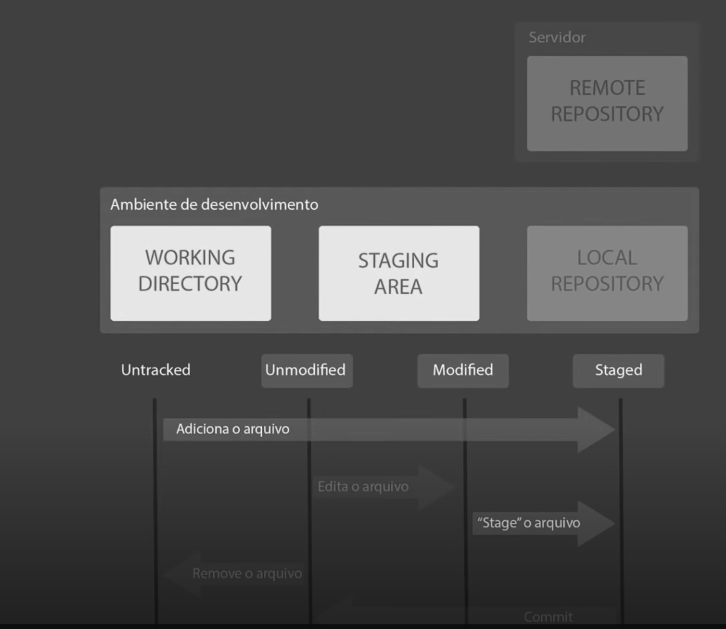 Servidor
REMOTE
REPOSITORY
Ambiente de desenvolvimento
WORKING
DIRECTORY
STAGING
AREA
LOCAL
REPOSITORY
Untracked
Unmodified
Modified
Staged
Adiciona o arquivo
Edita o arquivo
“Stage” o arquivo
Remove o arquivo
Commit